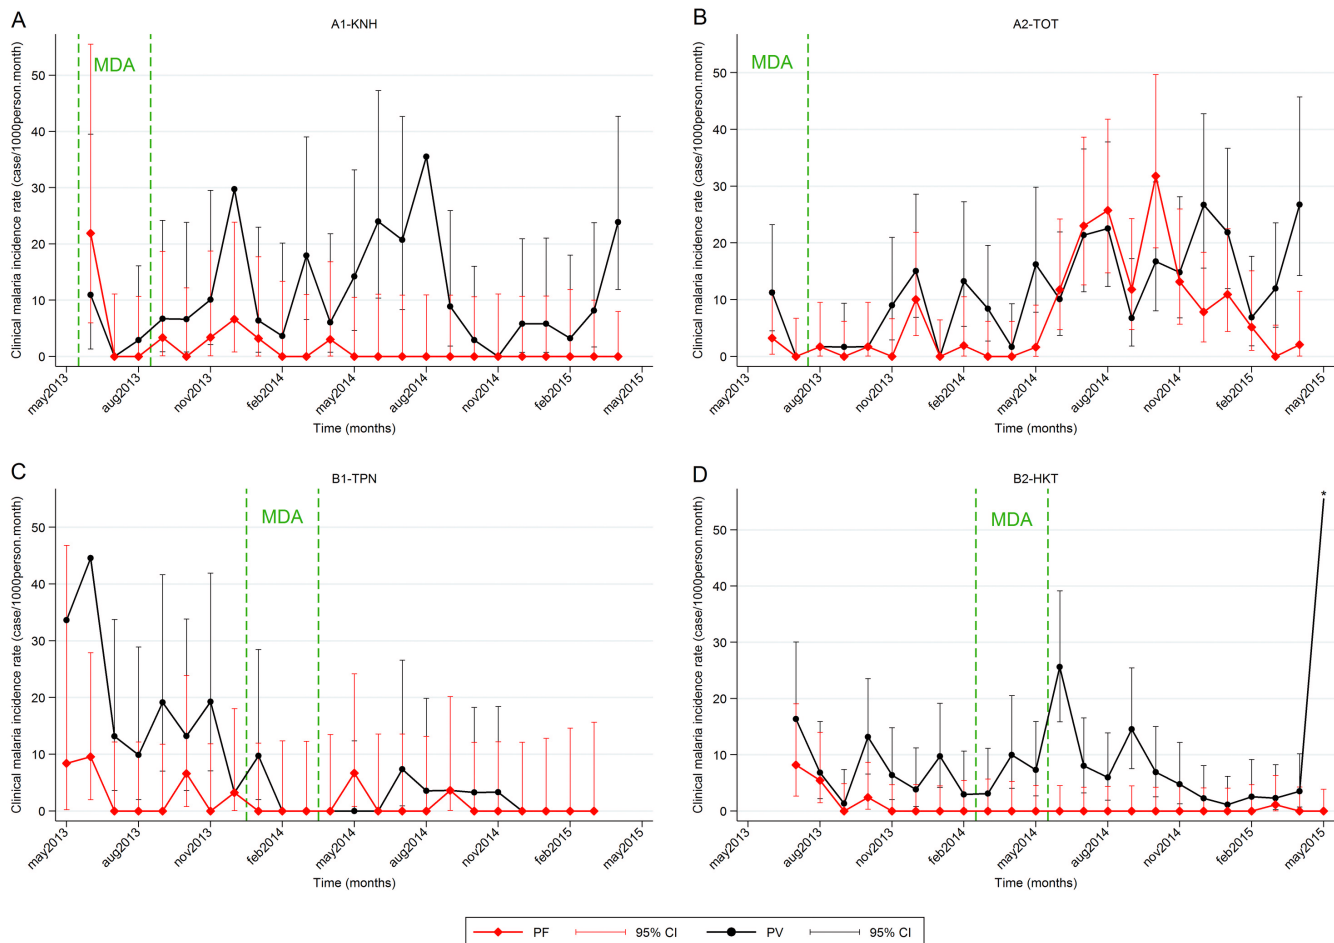 A
A1-KNH
MDA
Clinical malaria incidence rate (case/1000person.month)
50
40
30
20
10
0
may2013
aug2013
nov2013
feb2014
may2014
aug2014
nov2014
feb2015
may2015
Time (months)
B
A2-TOT
MDA
Clinical malaria incidence rate (case/1000person.month)
50
40
30
20
10
0
may2013
aug2013
nov2013
feb2014
may2014
aug2014
nov2014
feb2015
may2015
Time (months)
C
B1-TPN
MDA
Clinical malaria incidence rate (case/1000person.month)
50
40
30
20
10
0
may2013
aug2013
nov2013
feb2014
may2014
aug2014
nov2014
feb2015
may2015
Time (months)
D
B2-HKT
*
MDA
Clinical malaria incidence rate (case/1000person.month)
50
40
30
20
10
0
may2013
aug2013
nov2013
feb2014
may2014
aug2014
nov2014
feb2015
may2015
Time (months)
PF 95% CI PV 95% CI